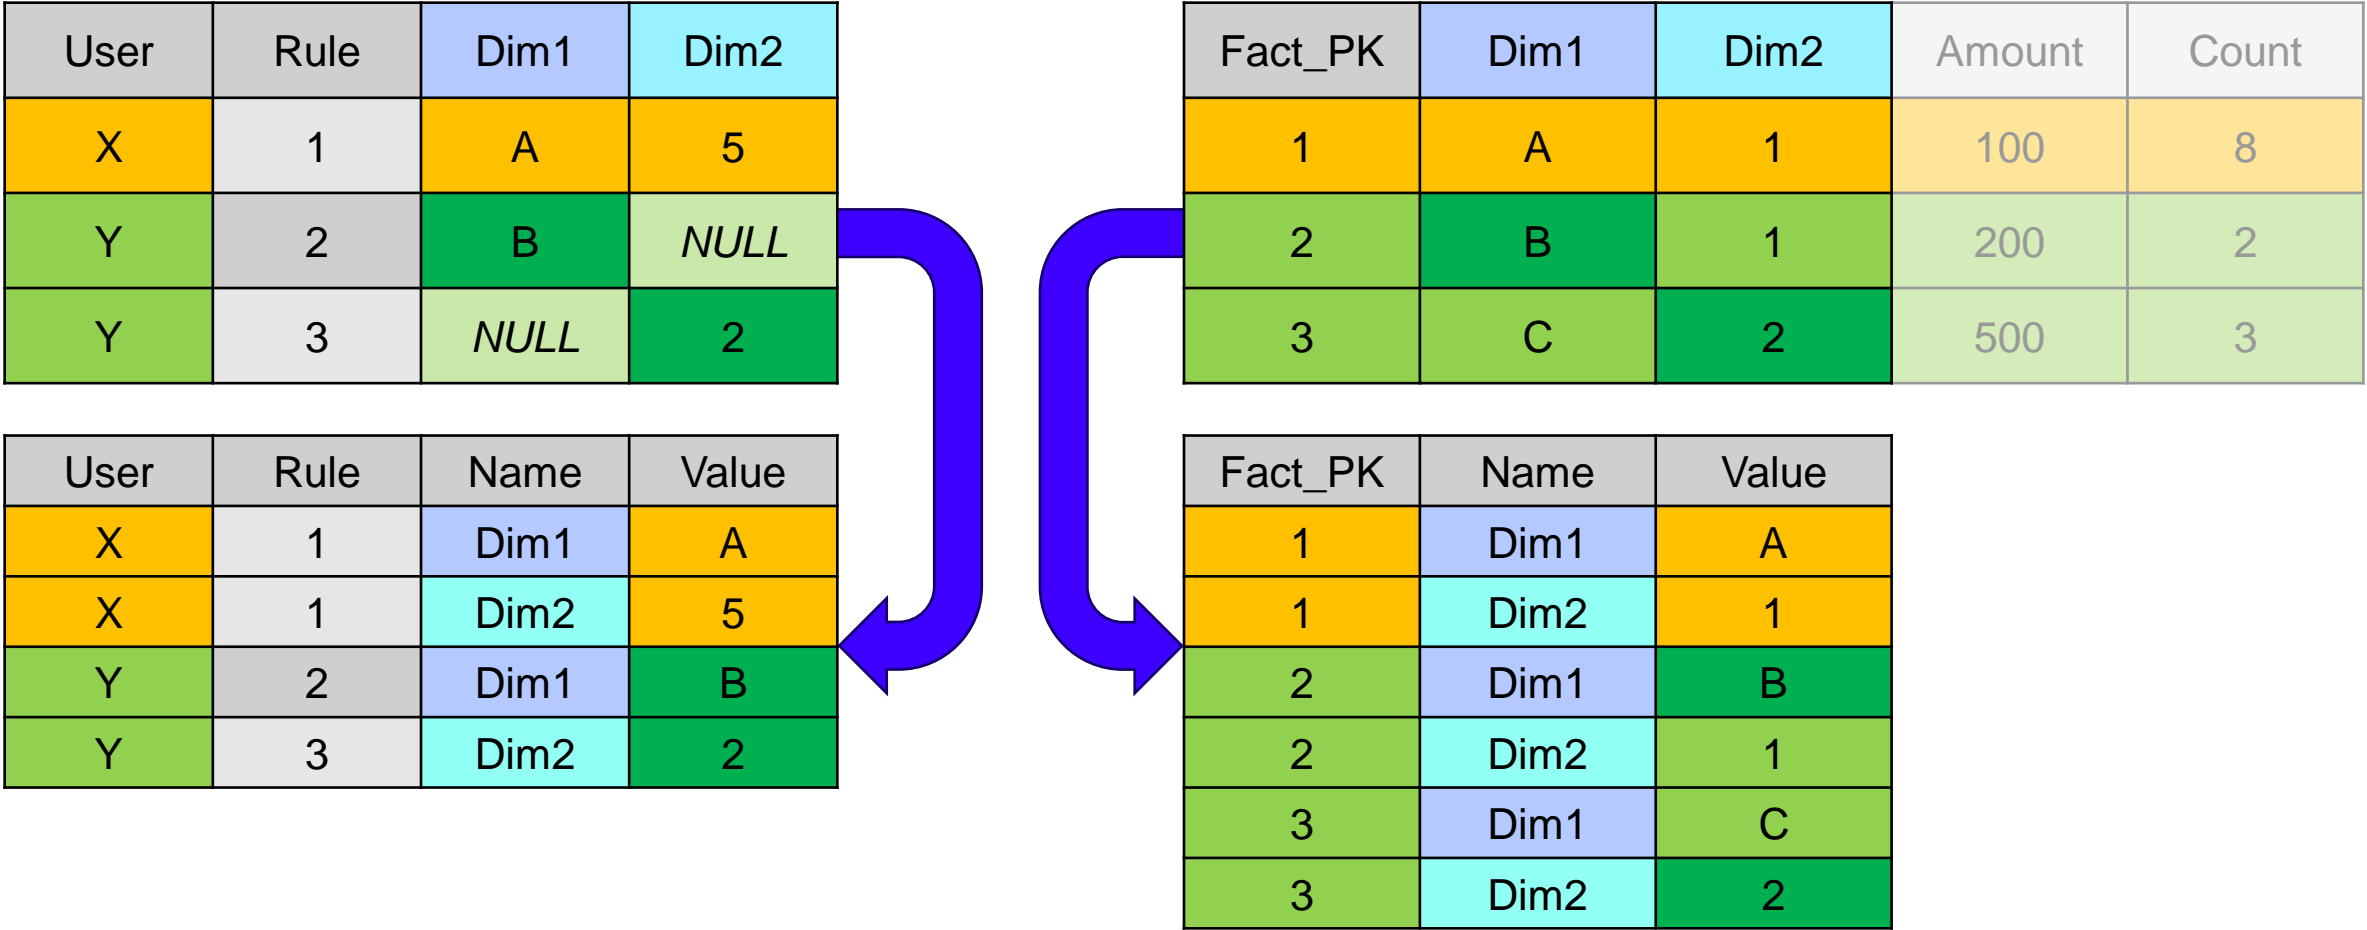 User Rule Dim1 Dim2
X 1 A 5
Y 2 B NULL
Y 3 NULL 2
Fact_PK Dim1 Dim2 Amount Count
1 A 1 100 8
2 B 1 200 2
3 C 2 500 3
User Rule Name Value
X 1 Dim1 A
X 1 Dim2 5
Y 2 Dim1 B
Y 3 Dim2 2
Fact_PK Name Value
1 Dim1 A
1 Dim2 1
2 Dim1 B
2 Dim2 1
3 Dim1 C
3 Dim2 2